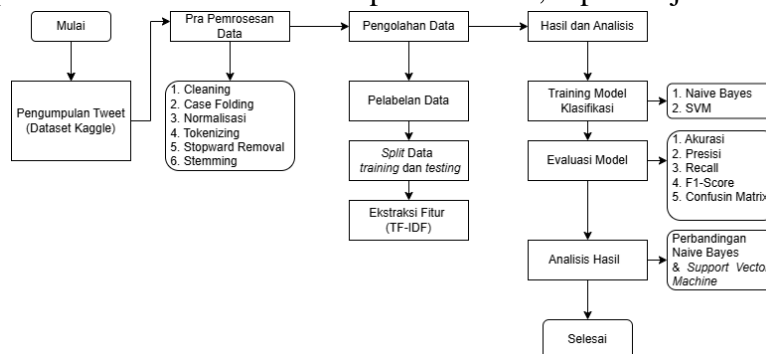 Mulai
Pengumpulan Tweet
(Dataset Kaggle)
Pra Pemrosesan
Data
1. Cleaning
2. Case Folding
3. Normalisasi
4. Tokenizing
5. Stopward Removal
6. Stemming
Pengolahan Data
Pelabelan Data
Split Data
training dan testing
Ekstraksi Fitur
(TF-IDF)
Hasil dan Analisis
Training Model
Klasifikasi
1. Naive Bayes
2. SVM
Evaluasi Model
1. Akurasi
2. Presisi
3. Recall
4. F1-Score
5. Confusin Matrix
Analisis Hasil
Perbandingan
Naive Bayes
& Support Vector
Machine
Selesai